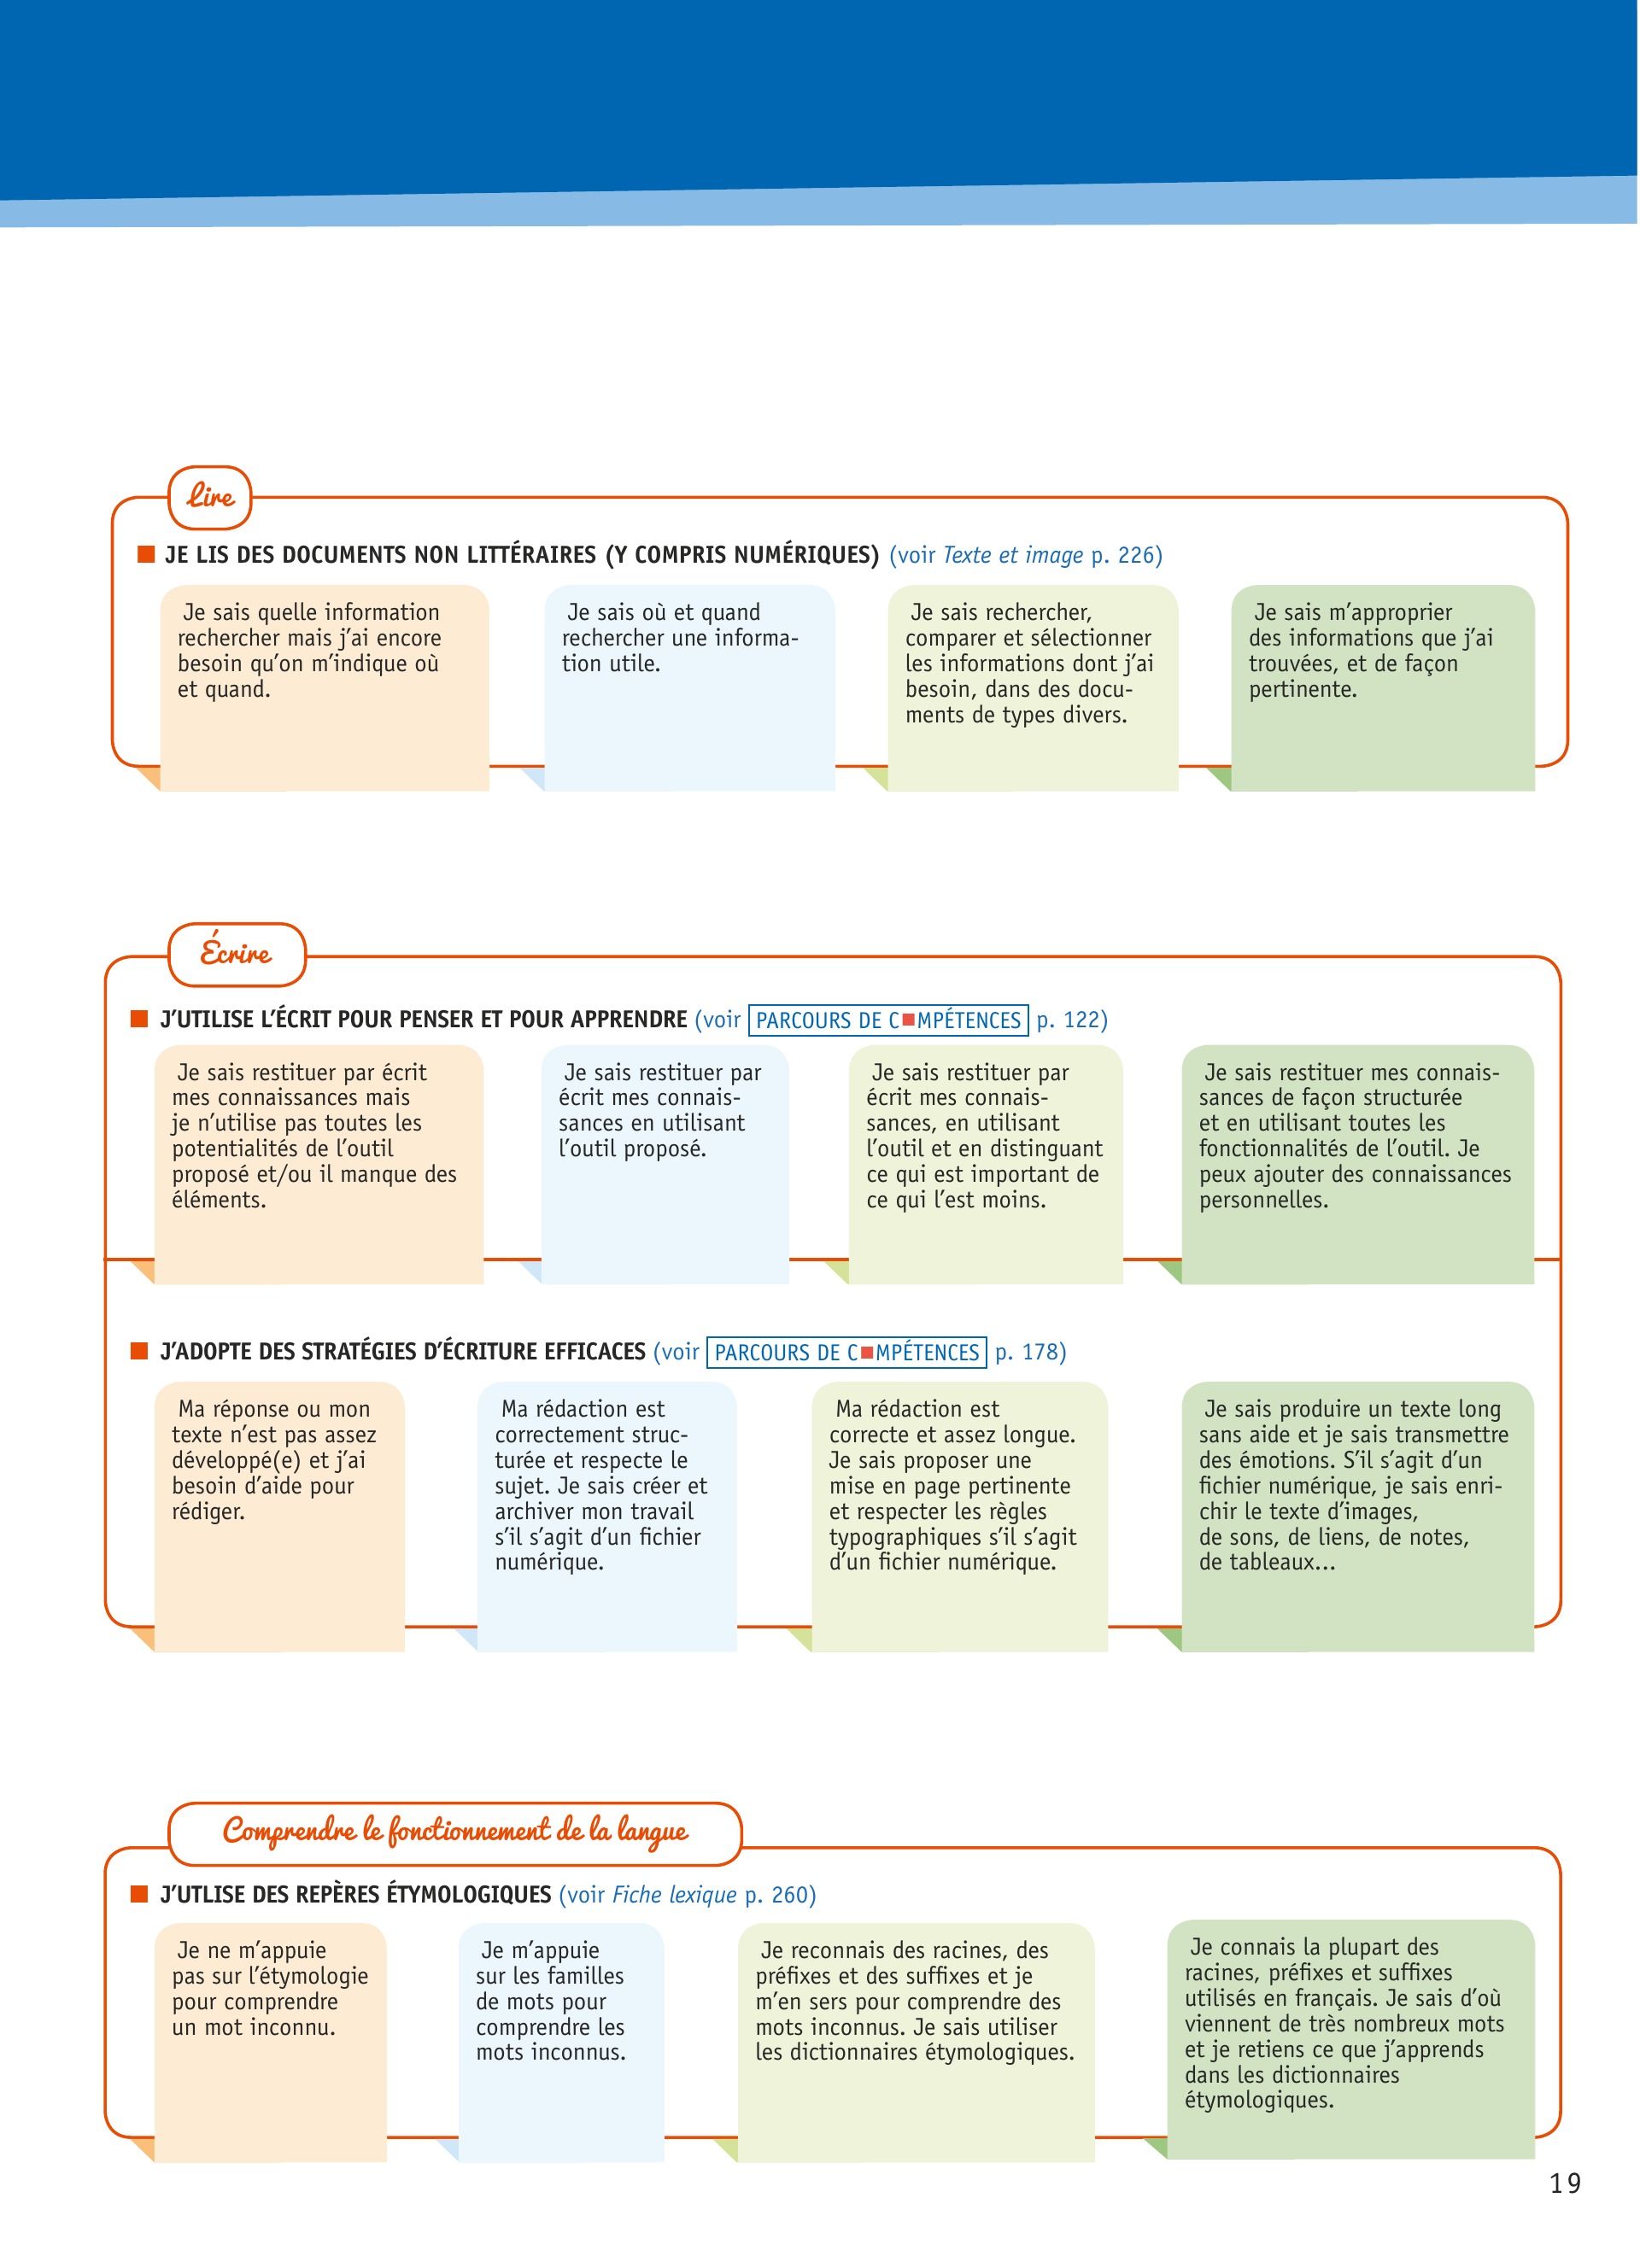 Lire
JE LIS DES DOCUMENTS NON LITTÉRAIRES (Y COMPRIS NUMÉRIQUES) (voir Texte et image p. 226)
Je sais quelle information
rechercher mais j'ai encore
besoin qu'on m'indique où
et quand.
Je sais où et quand
rechercher une informa-
tion utile.
Je sais rechercher,
comparer et sélectionner
les informations dont j'ai
besoin, dans des docu-
ments de types divers.
Je sais m'approprier
des informations que j'ai
trouvées, et de façon
pertinente.
Écrire
J'UTILISE L'ÉCRIT POUR PENSER ET POUR APPRENDRE (voir PARCOURS DE C■MPÉTENCES p. 122)
Je sais restituer par écrit
mes connaissances mais
je n'utilise pas toutes les
potentialités de l'outil
proposé et/ou il manque des
éléments.
Je sais restituer par
écrit mes connais-
sances en utilisant
l'outil proposé.
Je sais restituer par
écrit mes connais-
sances, en utilisant
l'outil et en distinguant
ce qui est important de
ce qui l'est moins.
Je sais restituer mes connais-
sances de façon structurée
et en utilisant toutes les
fonctionnalités de l'outil. Je
peux ajouter des connaissances
personnelles.
J'ADOPTE DES STRATÉGIES D'ÉCRITURE EFFICACES (voir PARCOURS DE C■MPÉTENCES p. 178)
Ma réponse ou mon
texte n'est pas assez
développé(e) et j'ai
besoin d'aide pour
rédiger.
Ma rédaction est
correctement struc-
turée et respecte le
sujet. Je sais créer et
archiver mon travail
s'il s'agit d'un fichier
numérique.
Ma rédaction est
correcte et assez longue.
Je sais proposer une
mise en page pertinente
et respecter les règles
typographiques s'il s'agit
d'un fichier numérique.
Je sais produire un texte long
sans aide et je sais transmettre
des émotions. S'il s'agit d'un
fichier numérique, je sais enri-
chir le texte d'images,
de sons, de liens, de notes,
de tableaux…
Comprendre le fonctionnement de la langue
J'UTLISE DES REPÈRES ÉTYMOLOGIQUES (voir Fiche lexique p. 260)
Je ne m'appuie
pas sur l'étymologie
pour comprendre
un mot inconnu.
Je m'appuie
sur les familles
de mots pour
comprendre les
mots inconnus.
Je reconnais des racines, des
préfixes et des suffixes et je
m'en sers pour comprendre des
mots inconnus. Je sais utiliser
les dictionnaires étymologiques.
Je connais la plupart des
racines, préfixes et suffixes
utilisés en français. Je sais d'où
viennent de très nombreux mots
et je retiens ce que j'apprends
dans les dictionnaires
étymologiques.
19